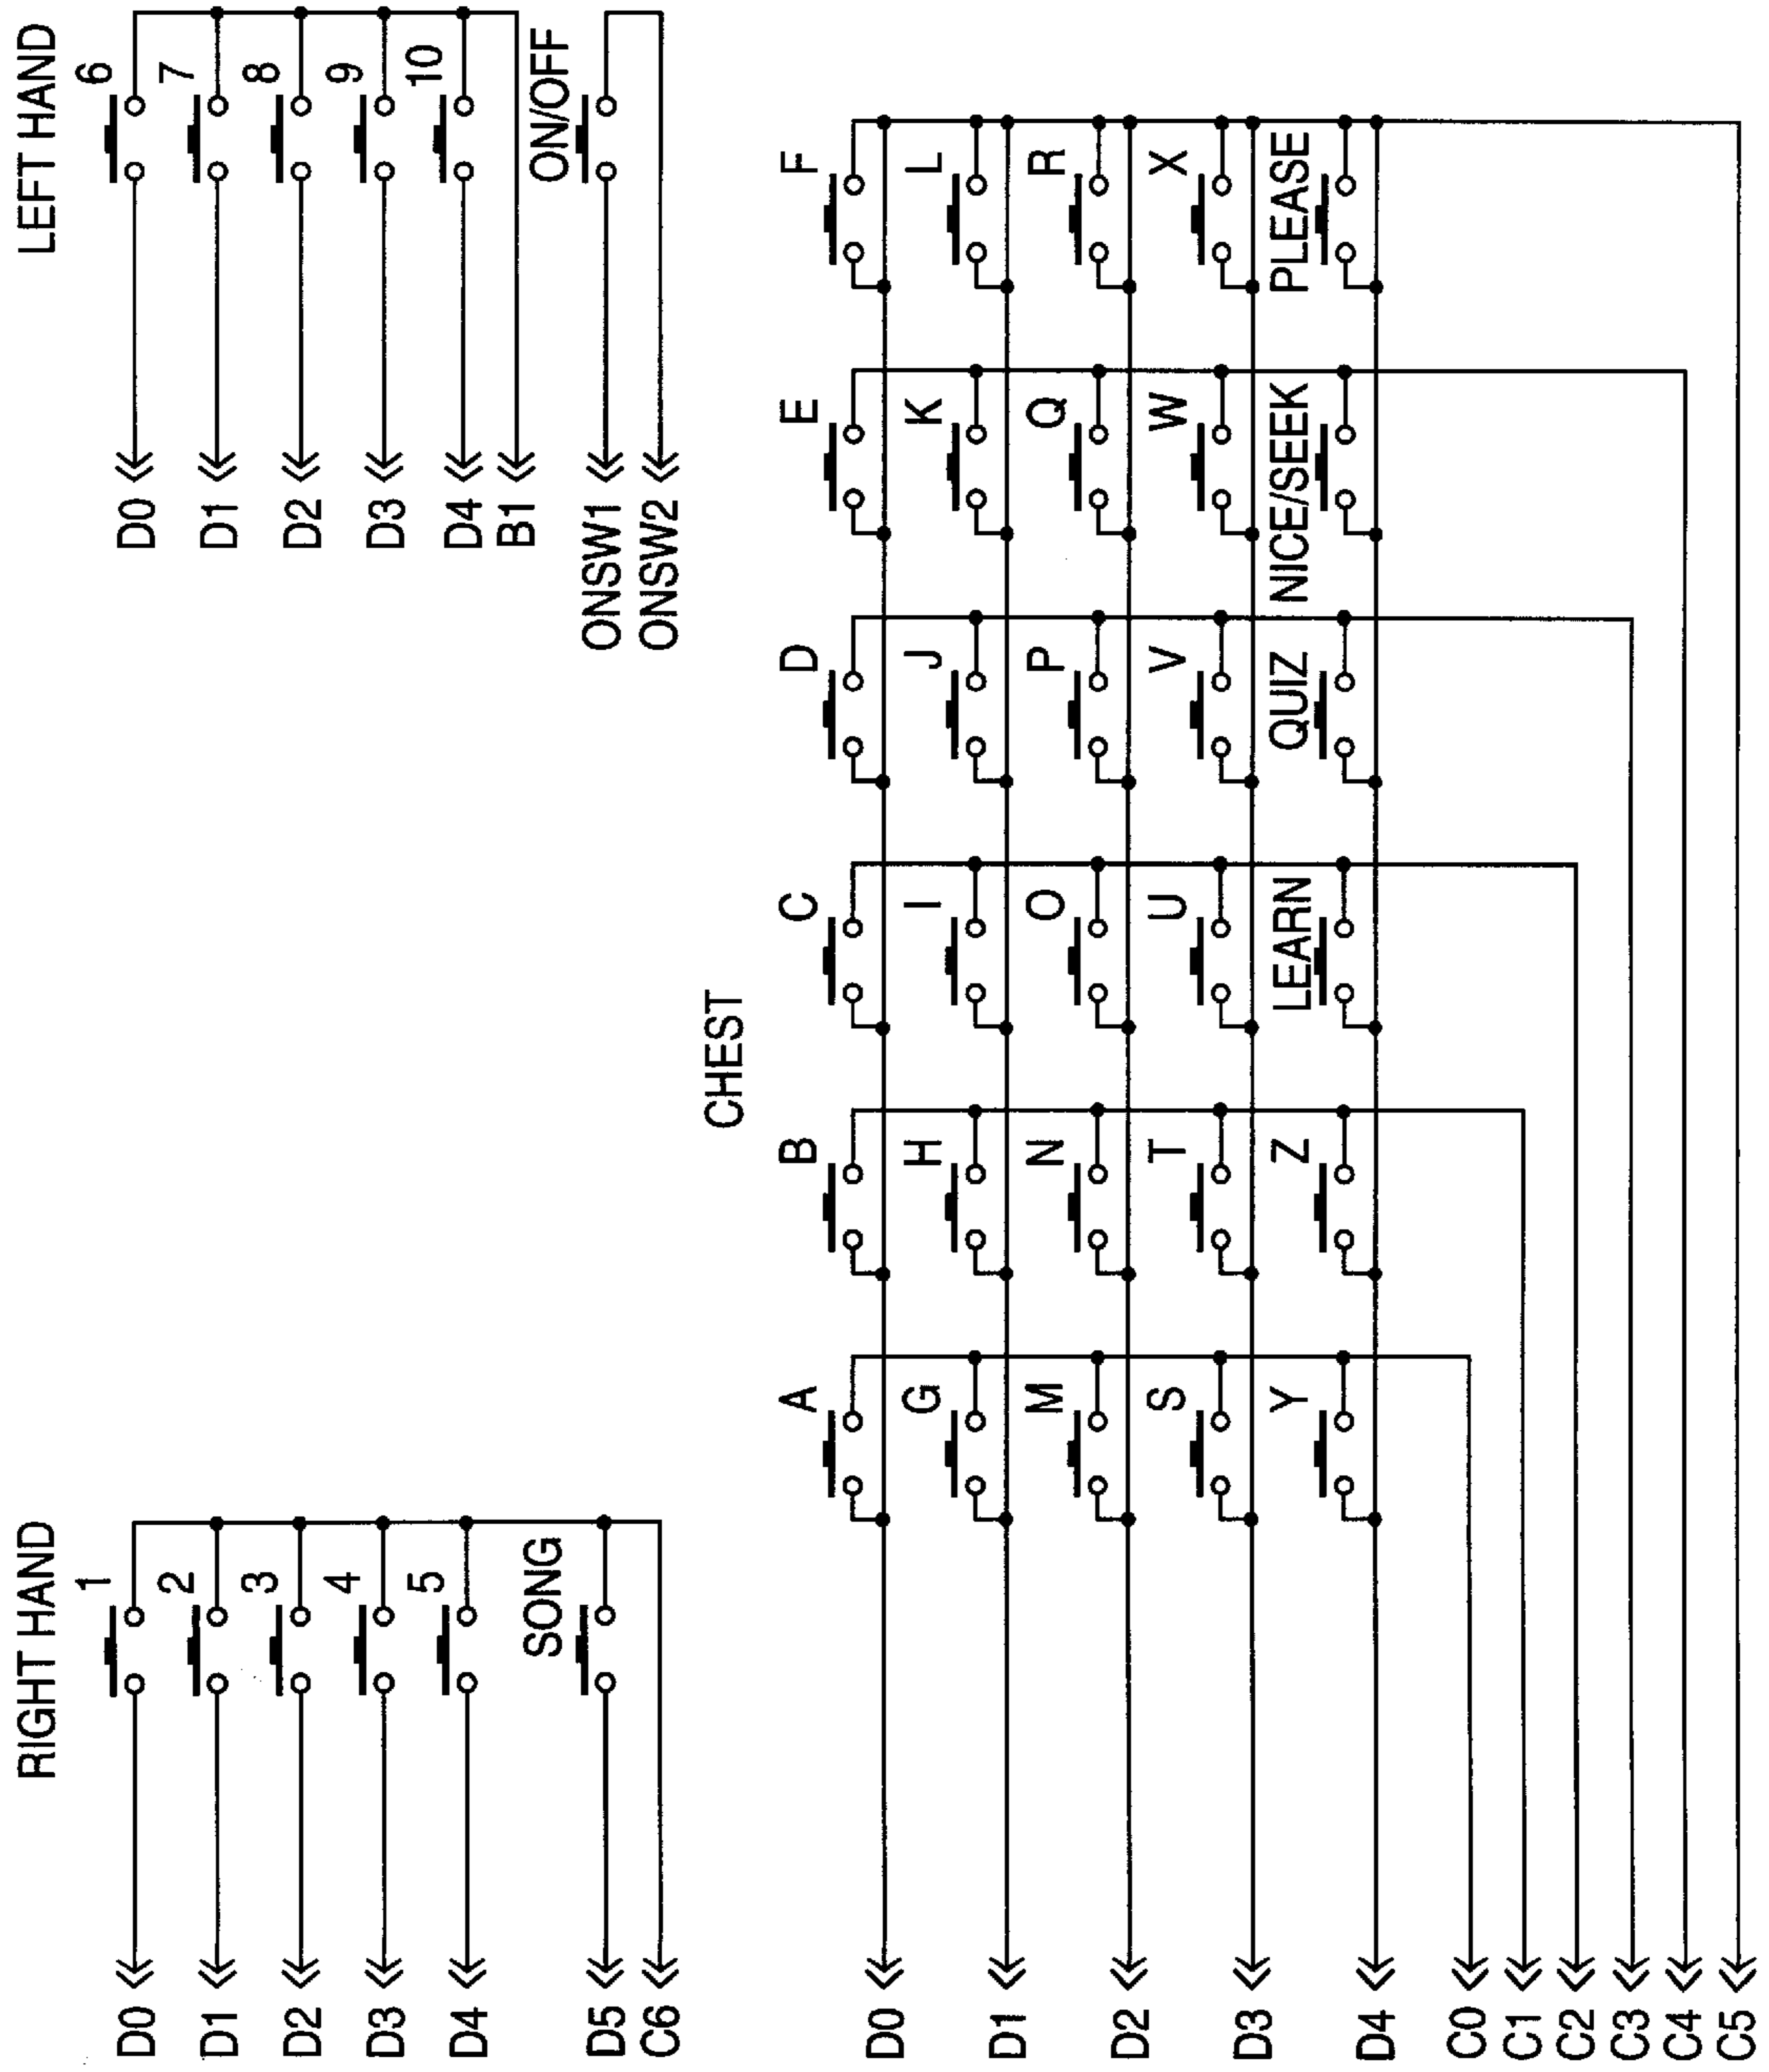 RIGHT HAND
1
D0
2
D1
3
D2
4
D3
5
D4
SONG
D5
C6
LEFT HAND
6
D0
7
D1
8
D2
9
D3
10
D4
B1
ON/OFF
ONSW1
ONSW2
CHEST
A B C D E F
D0
G H I J K L
D1
M N O P Q R
D2
S T U V W X
D3
Y Z LEARN QUIZ NICE/SEEK PLEASE
D4
C0
C1
C2
C3
C4
C5